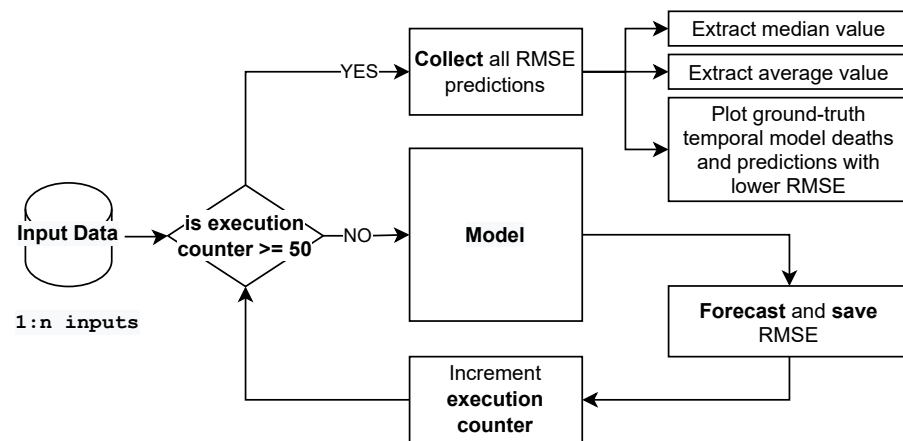 YES
Collect all RMSE
predictions
Extract median value
Extract average value
Plot ground-truth
temporal model deaths
and predictions with
lower RMSE
Input Data
1:n inputs
is execution
counter >= 50
NO
Model
Forecast and save
RMSE
Increment
execution
counter